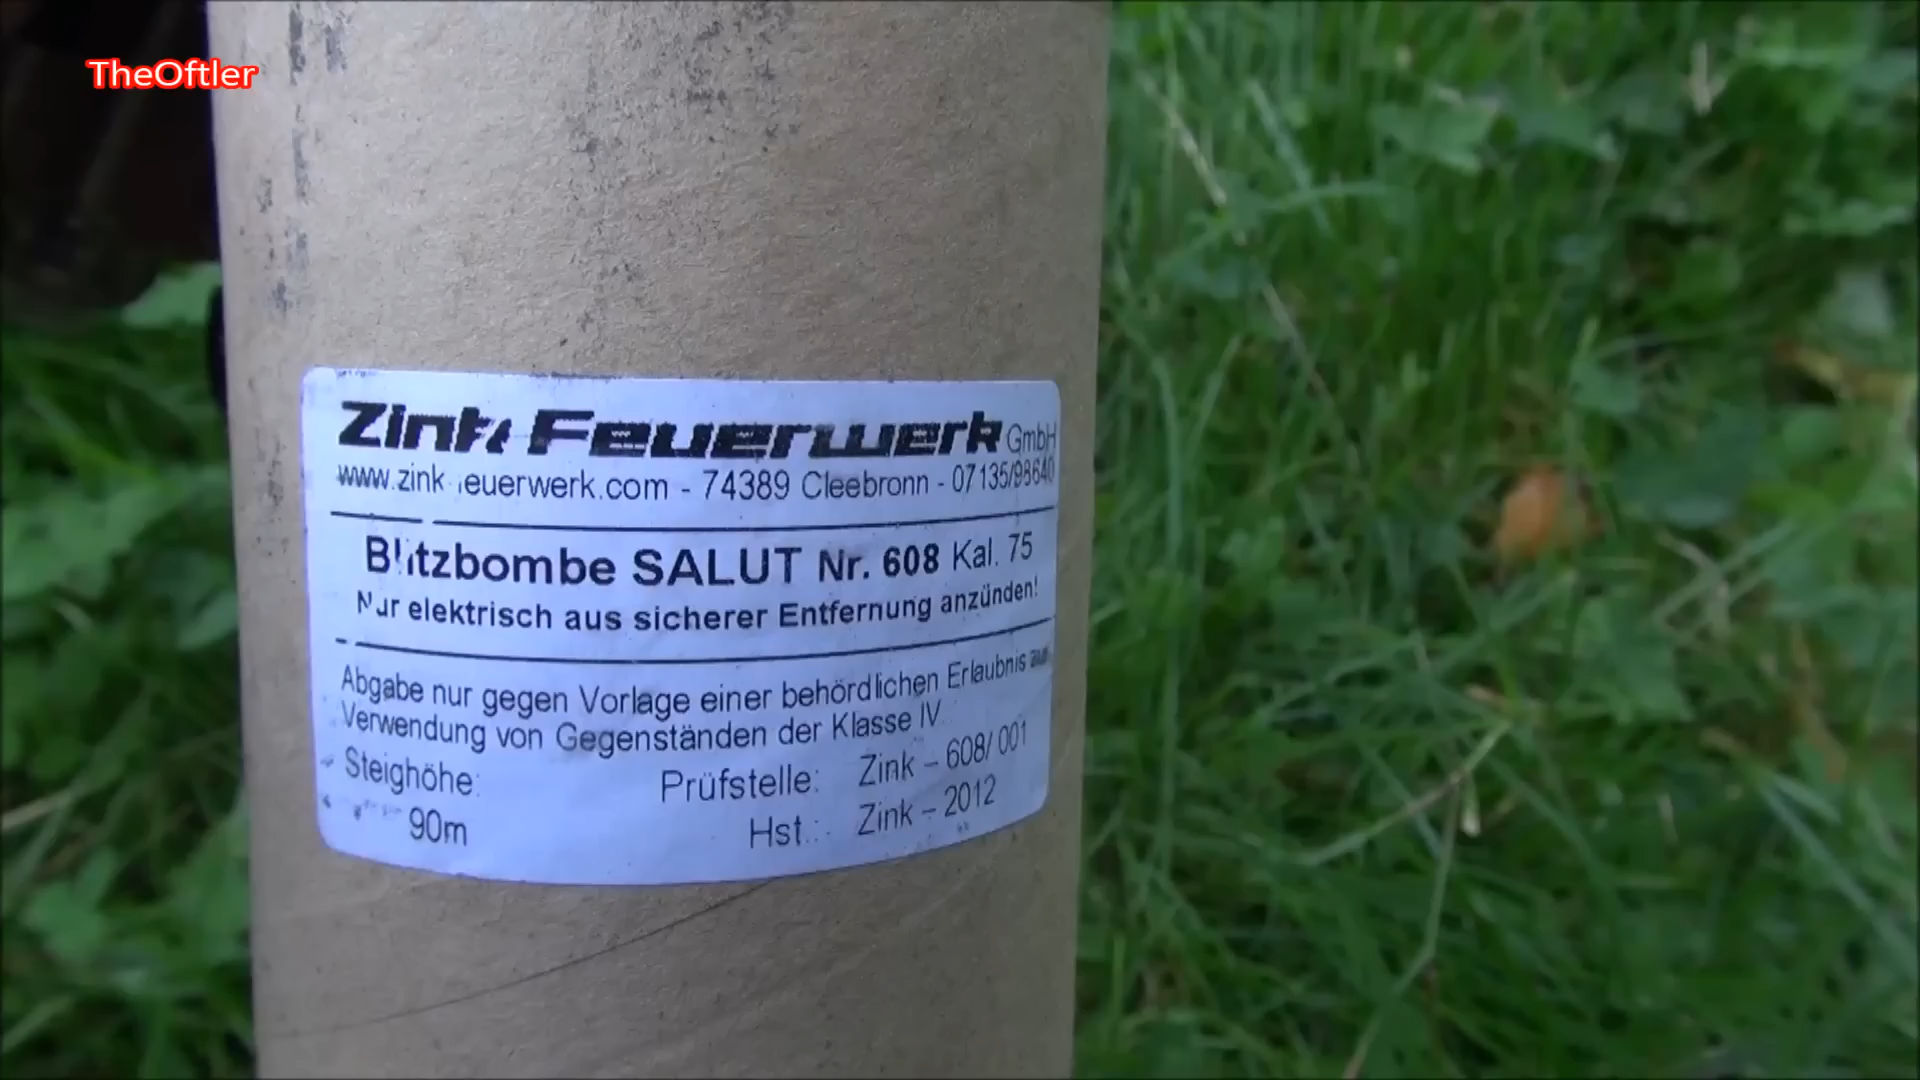 TheOftler
Zink Feuerwerk GmbH
www.zink-feuerwerk.com - 74389 Cleebronn - 07135/98640
Blitzbombe SALUT Nr. 608 Kal. 75
Nur elektrisch aus sicherer Entfernung anzünden!
Abgabe nur gegen Vorlage einer behördlichen Erlaubnis
Verwendung von Gegenständen der Klasse IV
Steighöhe: Prüfstelle: Zink – 608/ 001
90m Hst.: Zink – 2012